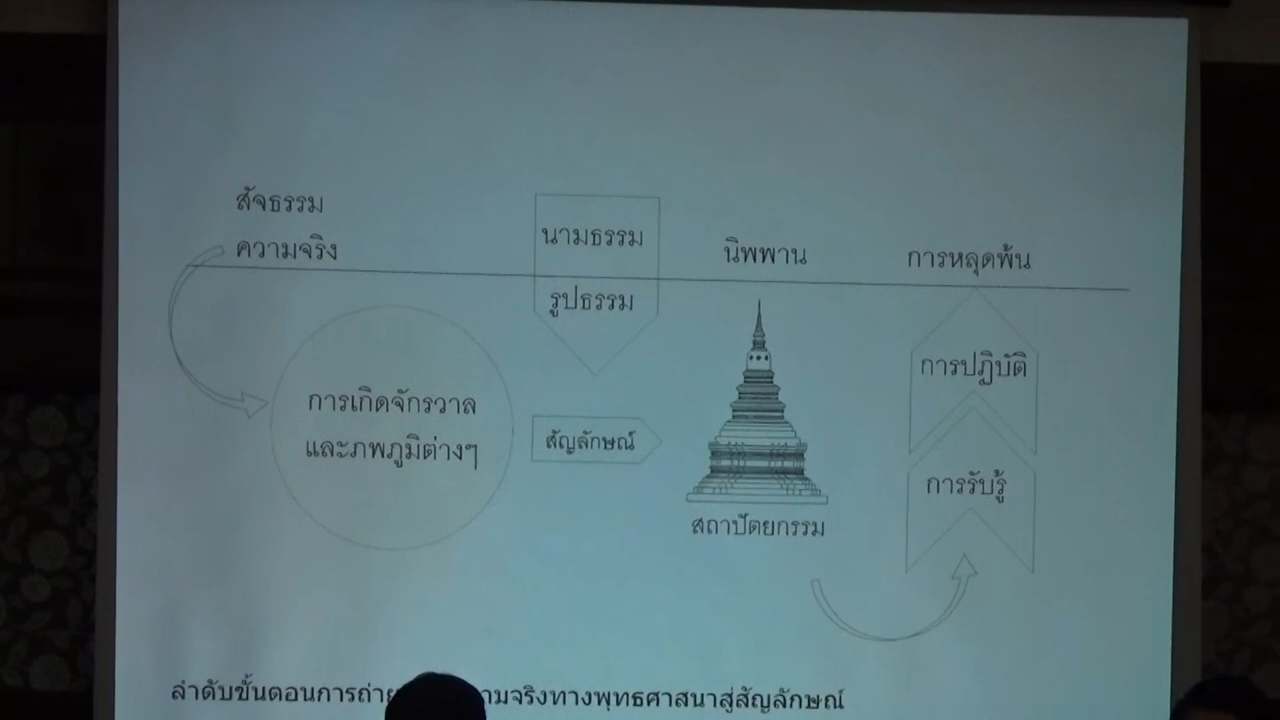 สัจธรรม
ความจริง
นามธรรม
รูปธรรม
นิพพาน
การหลุดพ้น
การเกิดจักรวาล
และภพภูมิต่างๆ
สัญลักษณ์
สถาปัตยกรรม
การปฏิบัติ
การรับรู้
ลำดับขั้นตอนการถ่าย ามจริงทางพุทธศาสนาสู่สัญลักษณ์